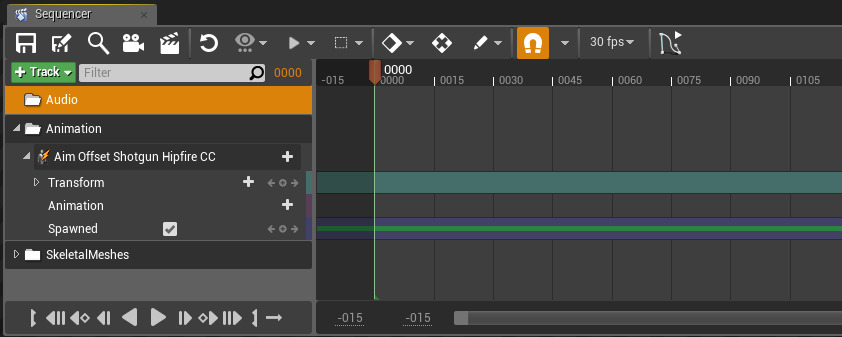 Sequencer
30 fps
Track
Filter
0000
0000
-015
0000
0015
0030
0045
0060
0075
0090
0105
Audio
Animation
Aim Offset Shotgun Hipfire CC
Transform
Animation
Spawned
SkeletalMeshes
-015
-015